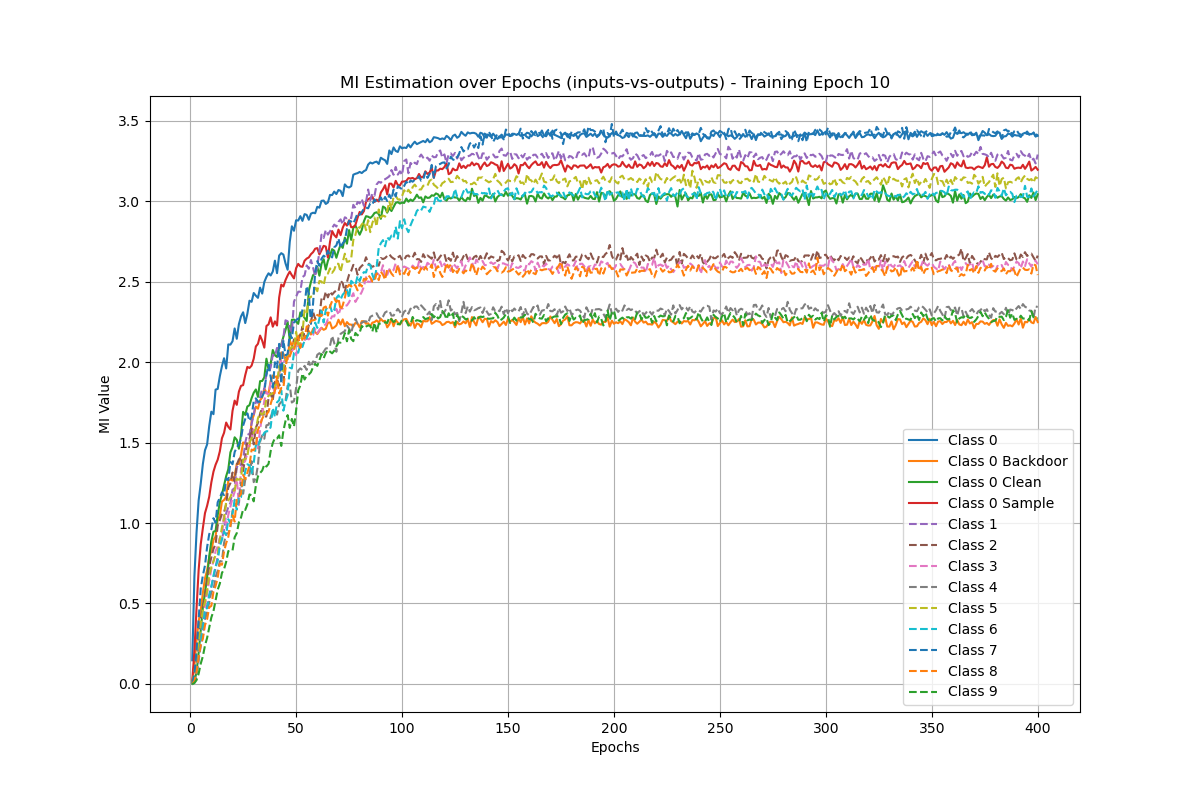 MI Estimation over Epochs (inputs-vs-outputs) - Training Epoch 10
MI Value
3.5
3.0
2.5
2.0
1.5
1.0
0.5
0.0
Class 0
Class 0 Backdoor
Class 0 Clean
Class 0 Sample
Class 1
Class 2
Class 3
Class 4
Class 5
Class 6
Class 7
Class 8
Class 9
0 50 100 150 200 250 300 350 400
Epochs